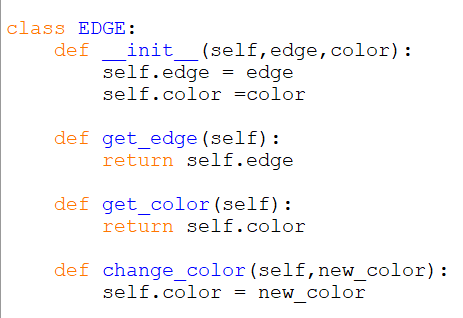 class EDGE:
    def __init__(self,edge,color):
        self.edge = edge
        self.color =color

    def get_edge(self):
        return self.edge

    def get_color(self):
        return self.color

    def change_color(self,new_color):
        self.color = new_color